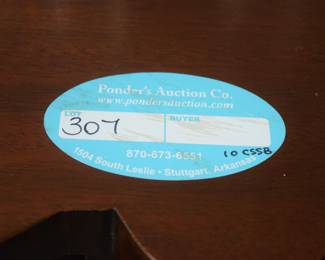 Ponder's Auction Co.
www.pondersauction.com
LOT BUYER
307
870-673-6551
10 CSSB
1504 South Leslie • Stuttgart, Arkansas